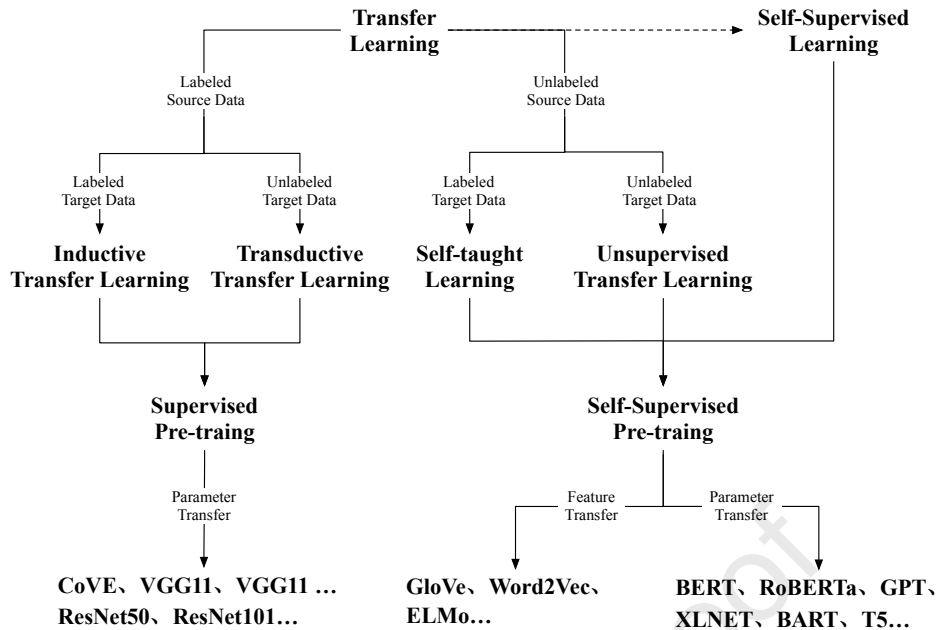 Transfer
Learning
Self-Supervised
Learning
Labeled
Source Data
Unlabeled
Source Data
Labeled
Target Data
Unlabeled
Target Data
Labeled
Target Data
Unlabeled
Target Data
Inductive
Transfer Learning
Transductive
Transfer Learning
Self-taught
Learning
Unsupervised
Transfer Learning
Supervised
Pre-traing
Self-Supervised
Pre-traing
Parameter
Transfer
Feature
Transfer
Parameter
Transfer
CoVE、VGG11、VGG11 ...
ResNet50、ResNet101...
GloVe、Word2Vec、
ELMo...
BERT、RoBERTa、GPT、
XLNET、BART、T5...